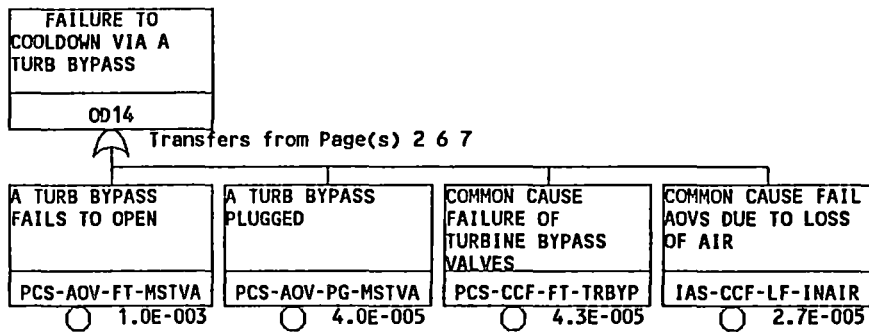 FAILURE TO
COOLDOWN VIA A
TURB BYPASS
OD14
Transfers from Page(s) 2 6 7
A TURB BYPASS
FAILS TO OPEN
PCS-AOV-FT-MSTVA
1.0E-003
A TURB BYPASS
PLUGGED
PCS-AOV-PG-MSTVA
4.0E-005
COMMON CAUSE
FAILURE OF
TURBINE BYPASS
VALVES
PCS-CCF-FT-TRBYP
4.3E-005
COMMON CAUSE FAIL
AOVS DUE TO LOSS
OF AIR
IAS-CCF-LF-INAIR
2.7E-005